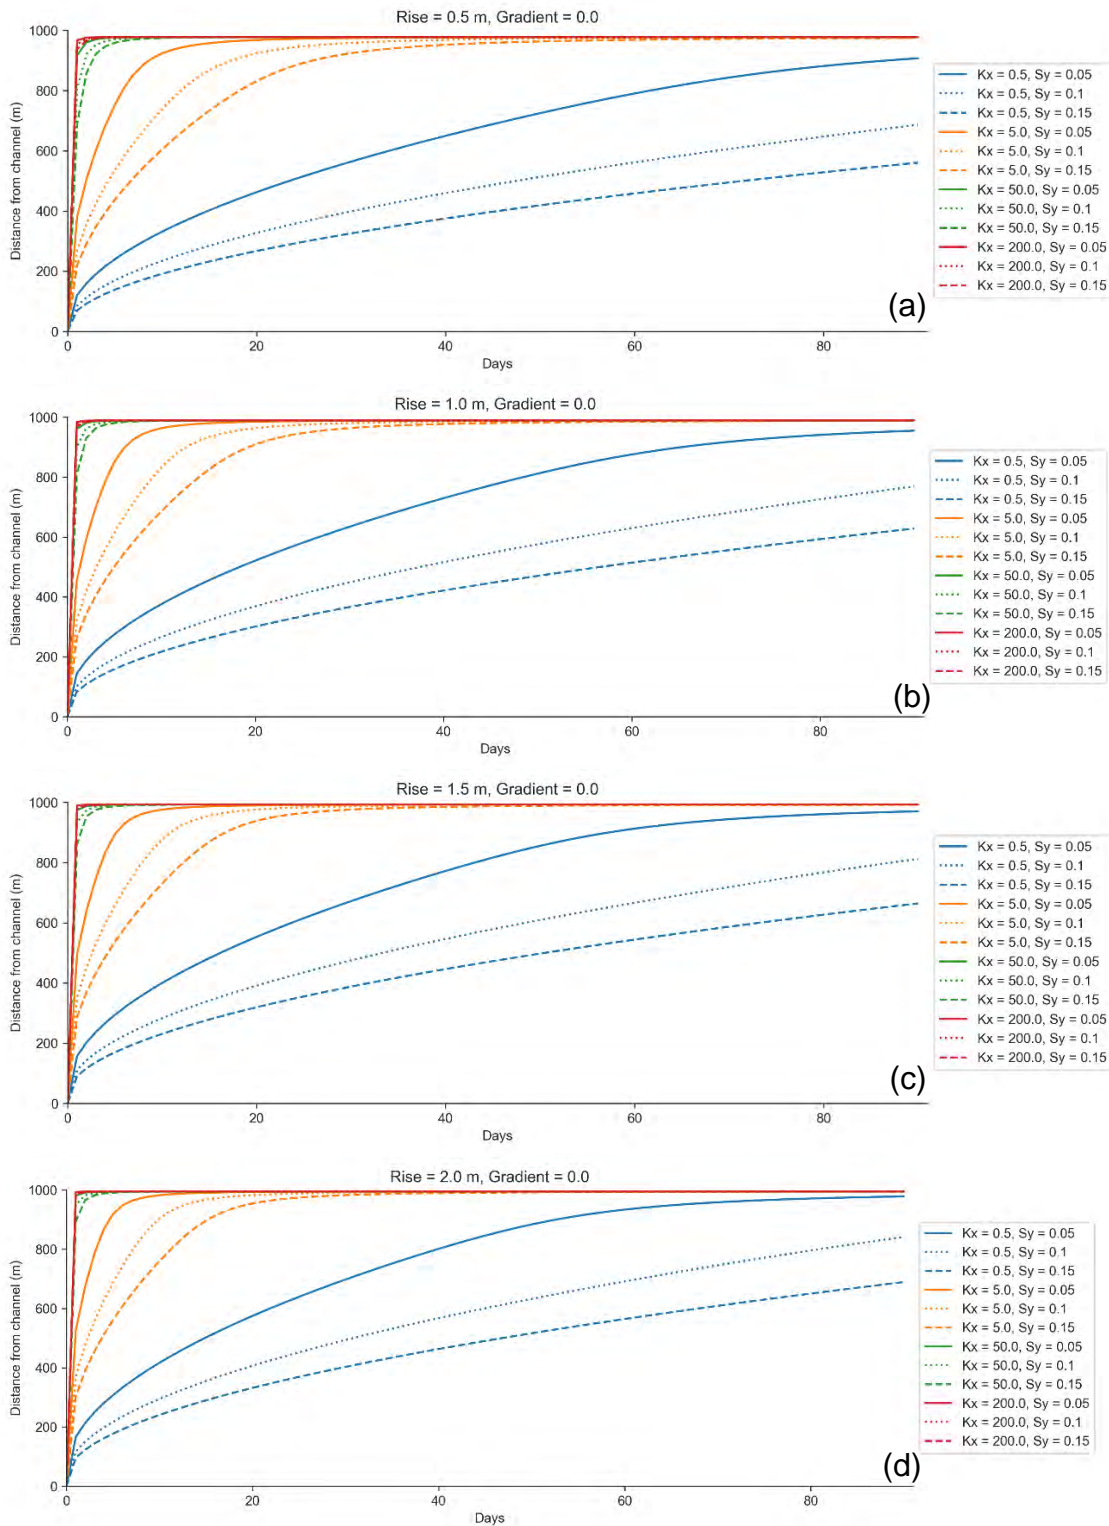 Rise = 0.5 m, Gradient = 0.0
1000
800
600
400
200
0
Distance from channel (m)
0 20 40 60 80
Days
Kx = 0.5, Sy = 0.05
Kx = 0.5, Sy = 0.1
Kx = 0.5, Sy = 0.15
Kx = 5.0, Sy = 0.05
Kx = 5.0, Sy = 0.1
Kx = 5.0, Sy = 0.15
Kx = 50.0, Sy = 0.05
Kx = 50.0, Sy = 0.1
Kx = 50.0, Sy = 0.15
Kx = 200.0, Sy = 0.05
Kx = 200.0, Sy = 0.1
Kx = 200.0, Sy = 0.15
(a)
Rise = 1.0 m, Gradient = 0.0
1000
800
600
400
200
0
Distance from channel (m)
0 20 40 60 80
Days
Kx = 0.5, Sy = 0.05
Kx = 0.5, Sy = 0.1
Kx = 0.5, Sy = 0.15
Kx = 5.0, Sy = 0.05
Kx = 5.0, Sy = 0.1
Kx = 5.0, Sy = 0.15
Kx = 50.0, Sy = 0.05
Kx = 50.0, Sy = 0.1
Kx = 50.0, Sy = 0.15
Kx = 200.0, Sy = 0.05
Kx = 200.0, Sy = 0.1
Kx = 200.0, Sy = 0.15
(b)
Rise = 1.5 m, Gradient = 0.0
1000
800
600
400
200
0
Distance from channel (m)
0 20 40 60 80
Days
Kx = 0.5, Sy = 0.05
Kx = 0.5, Sy = 0.1
Kx = 0.5, Sy = 0.15
Kx = 5.0, Sy = 0.05
Kx = 5.0, Sy = 0.1
Kx = 5.0, Sy = 0.15
Kx = 50.0, Sy = 0.05
Kx = 50.0, Sy = 0.1
Kx = 50.0, Sy = 0.15
Kx = 200.0, Sy = 0.05
Kx = 200.0, Sy = 0.1
Kx = 200.0, Sy = 0.15
(c)
Rise = 2.0 m, Gradient = 0.0
1000
800
600
400
200
0
Distance from channel (m)
0 20 40 60 80
Days
Kx = 0.5, Sy = 0.05
Kx = 0.5, Sy = 0.1
Kx = 0.5, Sy = 0.15
Kx = 5.0, Sy = 0.05
Kx = 5.0, Sy = 0.1
Kx = 5.0, Sy = 0.15
Kx = 50.0, Sy = 0.05
Kx = 50.0, Sy = 0.1
Kx = 50.0, Sy = 0.15
Kx = 200.0, Sy = 0.05
Kx = 200.0, Sy = 0.1
Kx = 200.0, Sy = 0.15
(d)